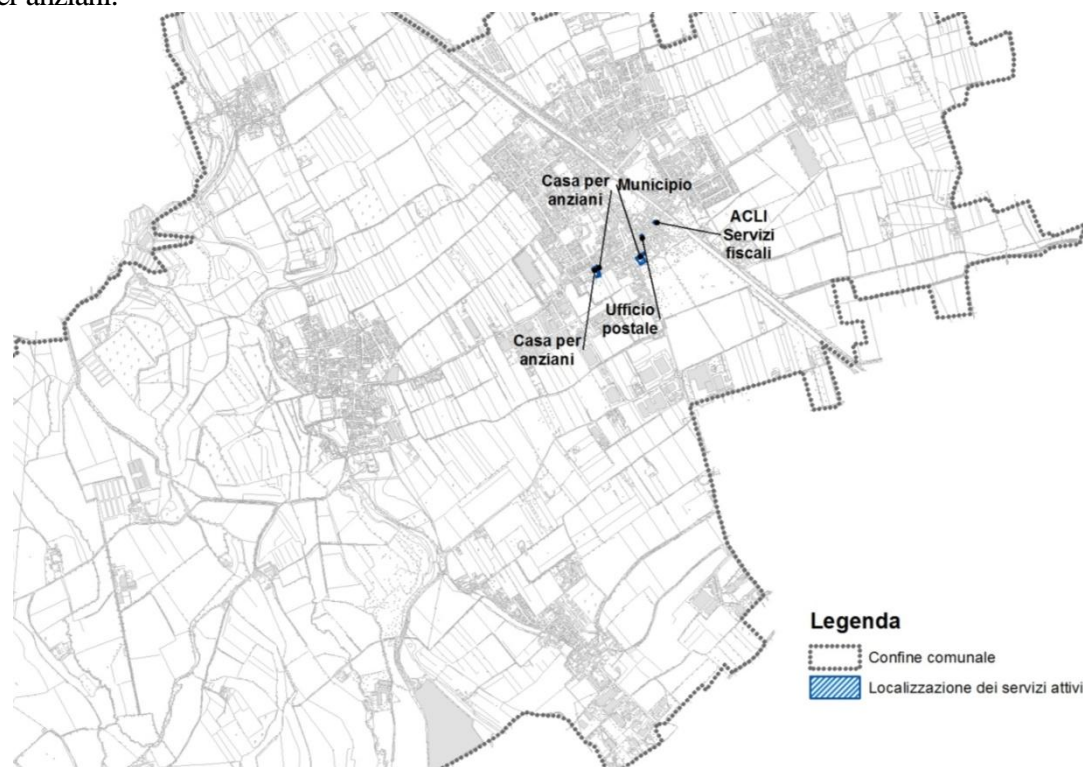 er anziani.
Casa per
anziani
Municipio
ACLI
Servizi
fiscali
Ufficio
postale
Casa per
anziani
Legenda
Confine comunale
Localizzazione dei servizi attivi